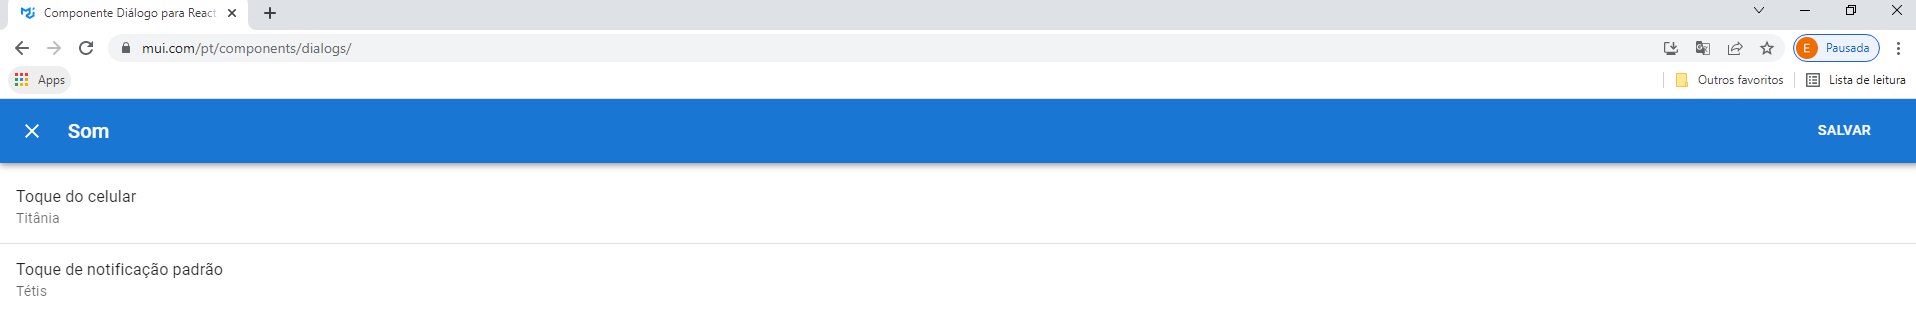 Componente Diálogo para React
mui.com/pt/components/dialogs/
E Pausada
Apps
Outros favoritos
Lista de leitura
Som
SALVAR
Toque do celular
Titânia
Toque de notificação padrão
Tétis